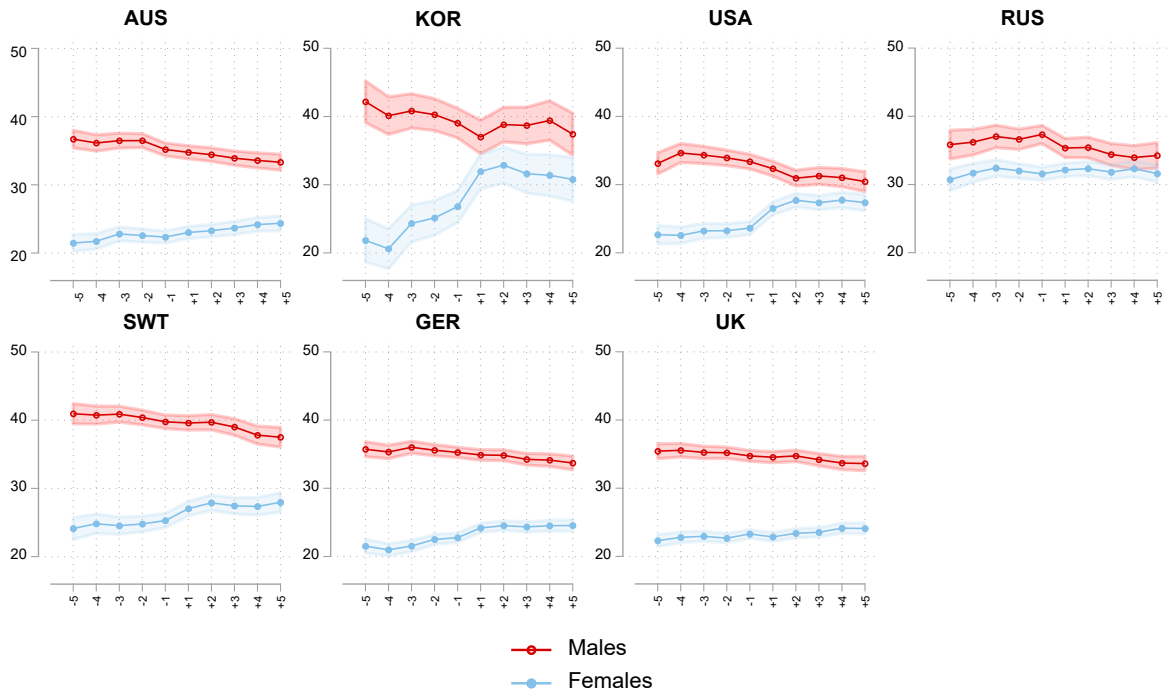 AUS KOR USA RUS
50 50 50 50
40 40 40 40
30 30 30 30
20 20 20 20
-5 -4 -3 -2 -1 +1 +2 +3 +4 +5 -5 -4 -3 -2 -1 +1 +2 +3 +4 +5 -5 -4 -3 -2 -1 +1 +2 +3 +4 +5 -5 -4 -3 -2 -1 +1 +2 +3 +4 +5
SWT GER UK
50 50 50
40 40 40
30 30 30
20 20 20
-5 -4 -3 -2 -1 +1 +2 +3 +4 +5 -5 -4 -3 -2 -1 +1 +2 +3 +4 +5 -5 -4 -3 -2 -1 +1 +2 +3 +4 +5
Males
Females